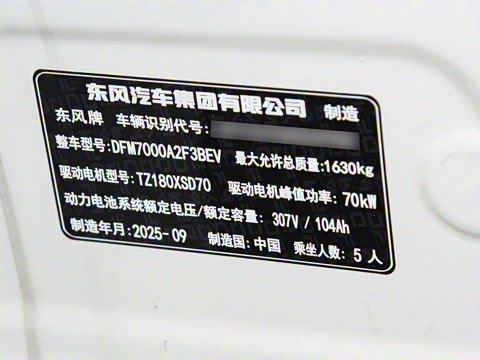 东风汽车集团有限公司 制造
东风牌 车辆识别代号:
整车型号:DFM7000A2F3BEV 最大允许总质量:1630kg
驱动电机型号:TZ180XSD70 驱动电机峰值功率: 70kW
动力电池系统额定电压/额定容量: 307V / 104Ah
制造年月:2025-09 制造国: 中国 乘坐人数: 5 人